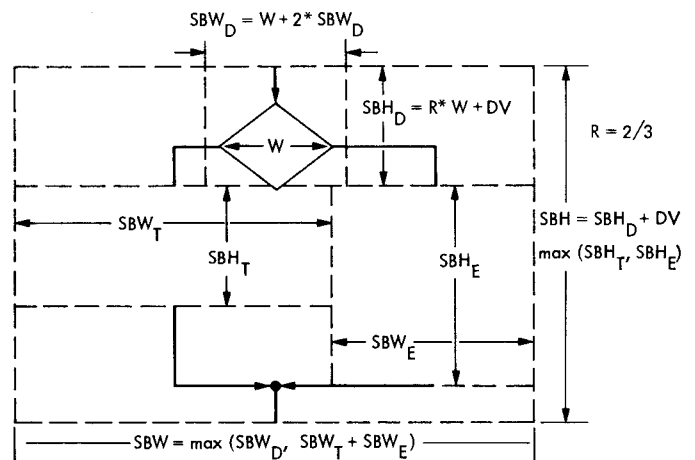 SBW_D = W + 2* SBW_D
SBH_D = R* W + DV
R = 2/3
W
SBW_T
SBH_T
SBH_E
SBH = SBH_D + DV
max (SBH_T, SBH_E)
SBW_E
SBW = max (SBW_D, SBW_T + SBW_E)